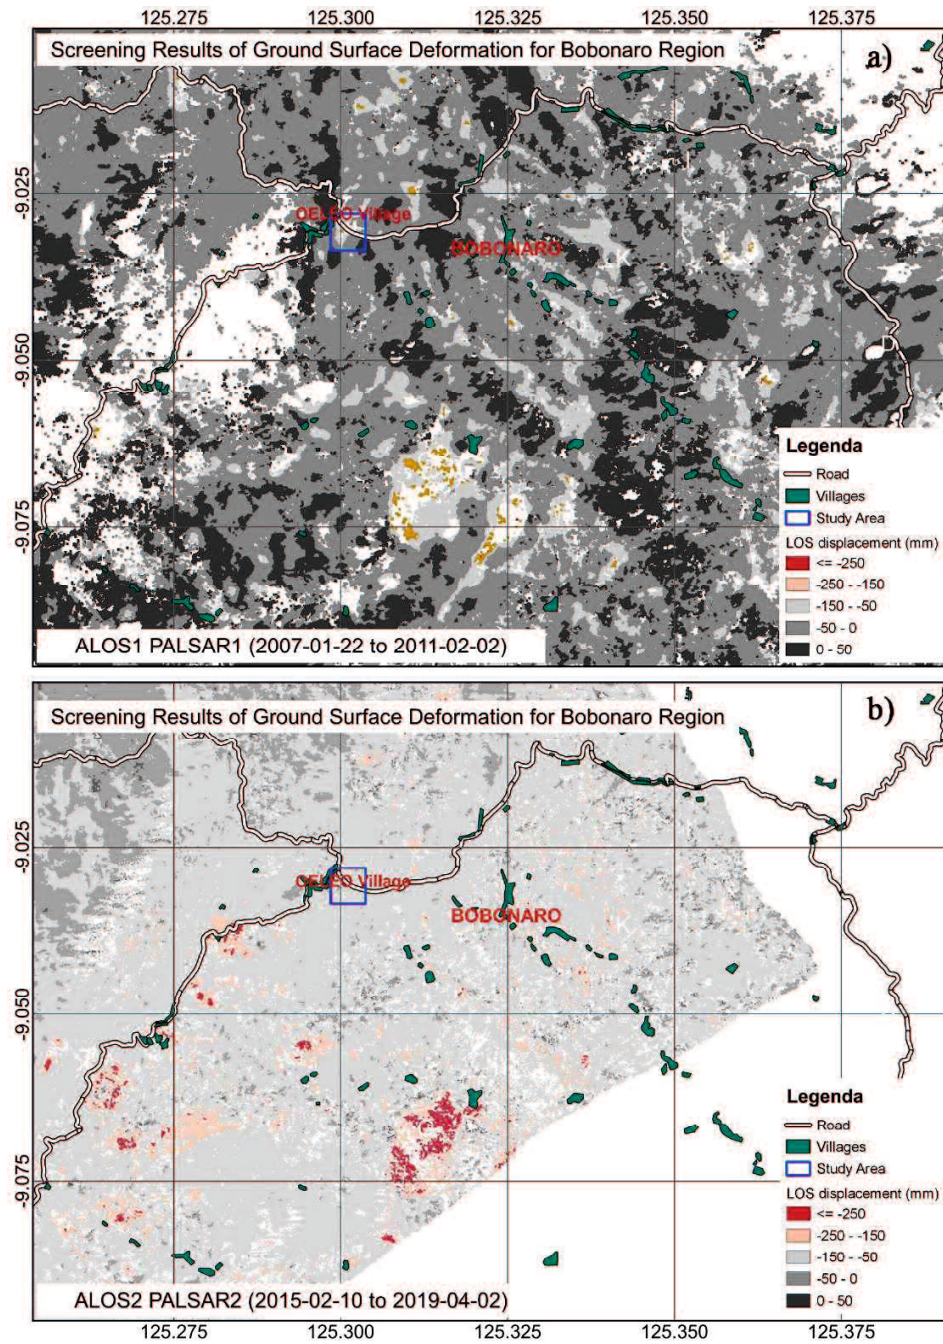 125.275 125.300 125.325 125.350 125.375
Screening Results of Ground Surface Deformation for Bobonaro Region
a)
-9.025
-9.050
-9.075
OELEO Village
BOBONARO
D
Legenda
Road
Villages
Study Area
LOS displacement (mm)
<= -250
-250 - -150
-150 - -50
-50 - 0
0 - 50
ALOS1 PALSAR1 (2007-01-22 to 2011-02-02)
Screening Results of Ground Surface Deformation for Bobonaro Region
b)
-9.025
-9.050
-9.075
OELEO Village
BOBONARO
Legenda
Road
Villages
Study Area
LOS displacement (mm)
<= -250
-250 - -150
-150 - -50
-50 - 0
0 - 50
ALOS2 PALSAR2 (2015-02-10 to 2019-04-02)
125.275 125.300 125.325 125.350 125.375